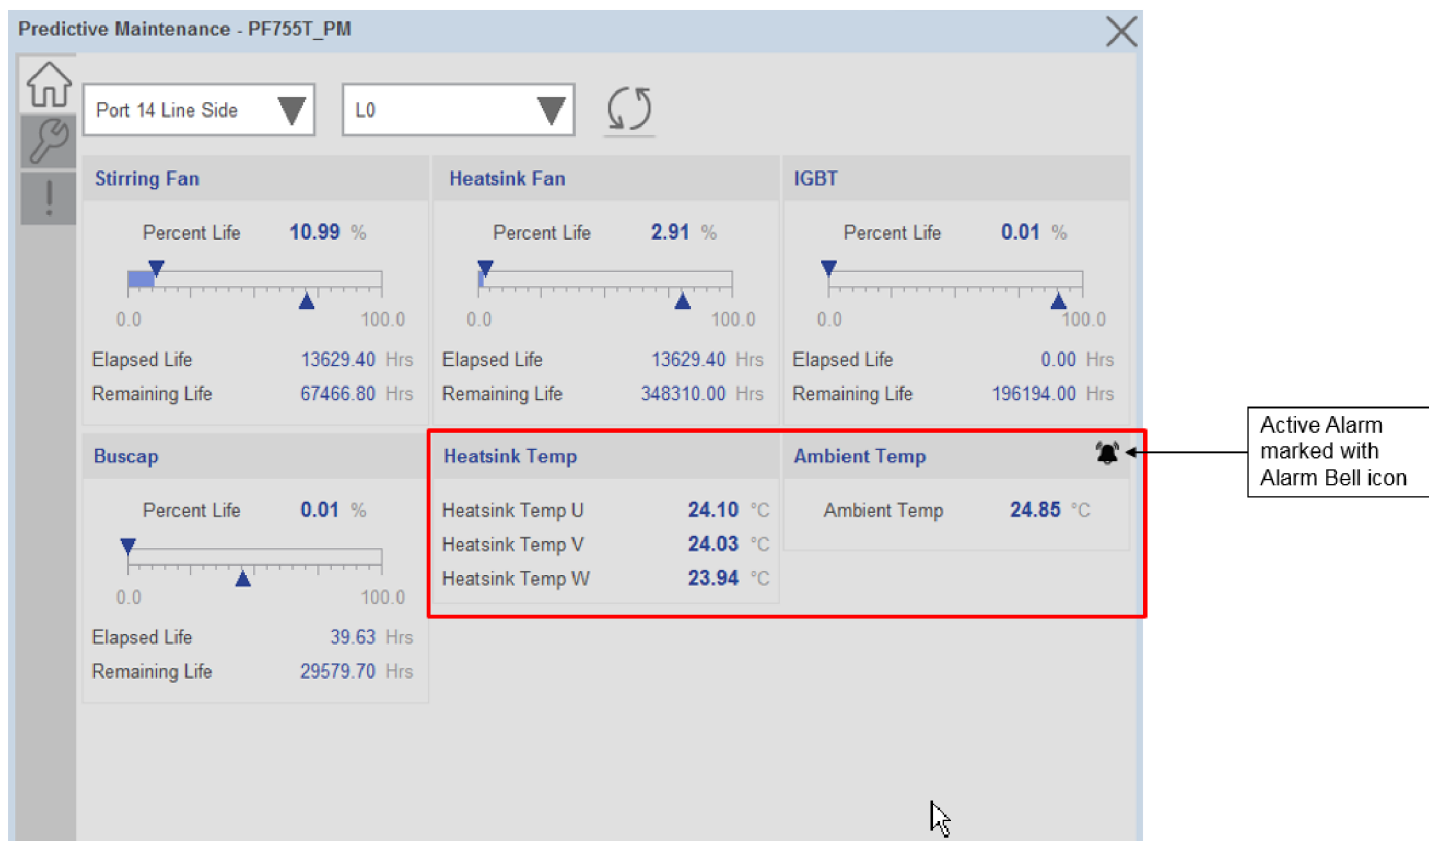 Predictive Maintenance - PF755T_PM
Port 14 Line Side
L0
Stirring Fan
Percent Life 10.99 %
0.0 100.0
Elapsed Life 13629.40 Hrs
Remaining Life 67466.80 Hrs
Heatsink Fan
Percent Life 2.91 %
0.0 100.0
Elapsed Life 13629.40 Hrs
Remaining Life 348310.00 Hrs
IGBT
Percent Life 0.01 %
0.0 100.0
Elapsed Life 0.00 Hrs
Remaining Life 196194.00 Hrs
Buscap
Percent Life 0.01 %
0.0 100.0
Elapsed Life 39.63 Hrs
Remaining Life 29579.70 Hrs
Heatsink Temp
Heatsink Temp U 24.10 °C
Heatsink Temp V 24.03 °C
Heatsink Temp W 23.94 °C
Ambient Temp
Ambient Temp 24.85 °C
Active Alarm
marked with
Alarm Bell icon